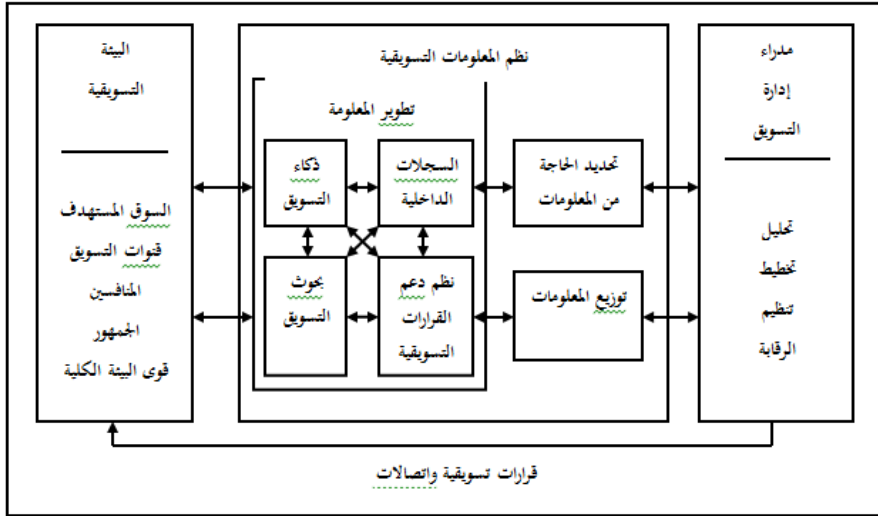 مدراء
إدارة
التسويق
تحليل
تخطيط
تنظيم
الرقابة
نظم المعلومات التسويقية
تطوير المعلومة
تحديد الحاجة
من المعلومات
توزيع المعلومات
السجلات
الداخلية
ذكاء
التسويق
نظم دعم
القرارات
التسويقية
بحوث
التسويق
البيئة
التسويقية
السوق المستهدف
قنوات التسويق
المنافسين
الجمهور
قوى البيئة الكلية
قرارات تسويقية واتصالات